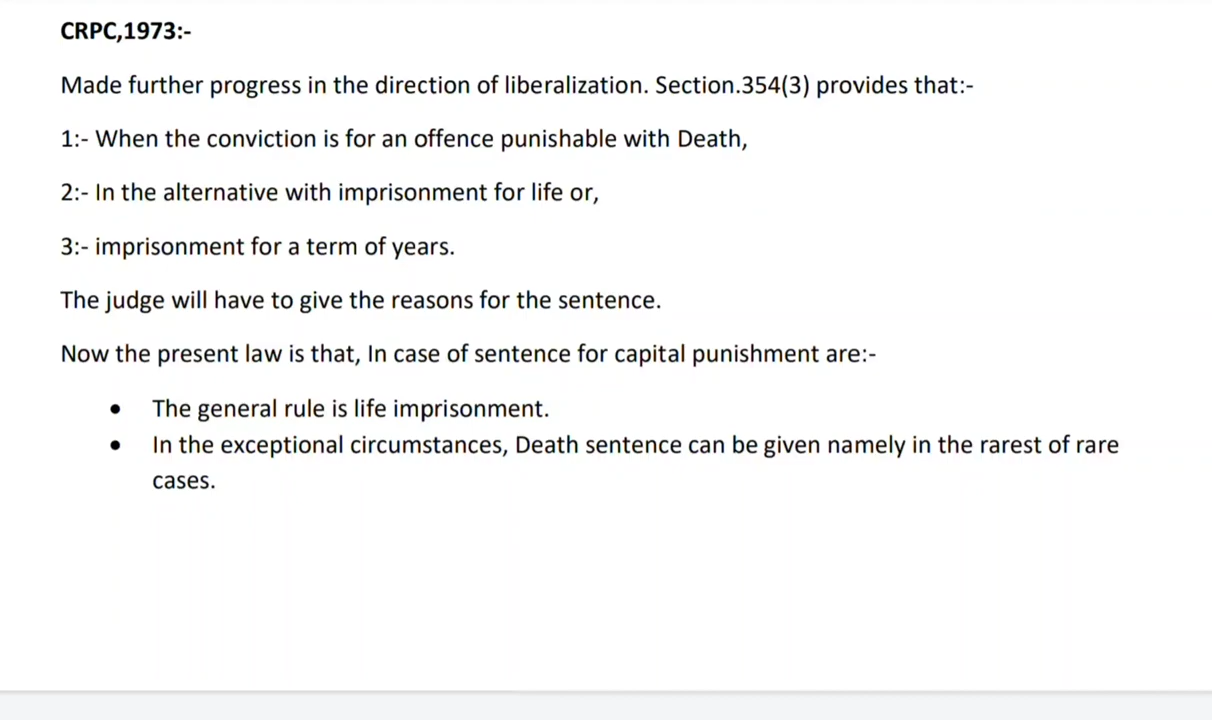 CRPC,1973:-
Made further progress in the direction of liberalization. Section.354(3) provides that:-
1:- When the conviction is for an offence punishable with Death,
2:- In the alternative with imprisonment for life or,
3:- imprisonment for a term of years.
The judge will have to give the reasons for the sentence.
Now the present law is that, In case of sentence for capital punishment are:-
• The general rule is life imprisonment.
• In the exceptional circumstances, Death sentence can be given namely in the rarest of rare
cases.